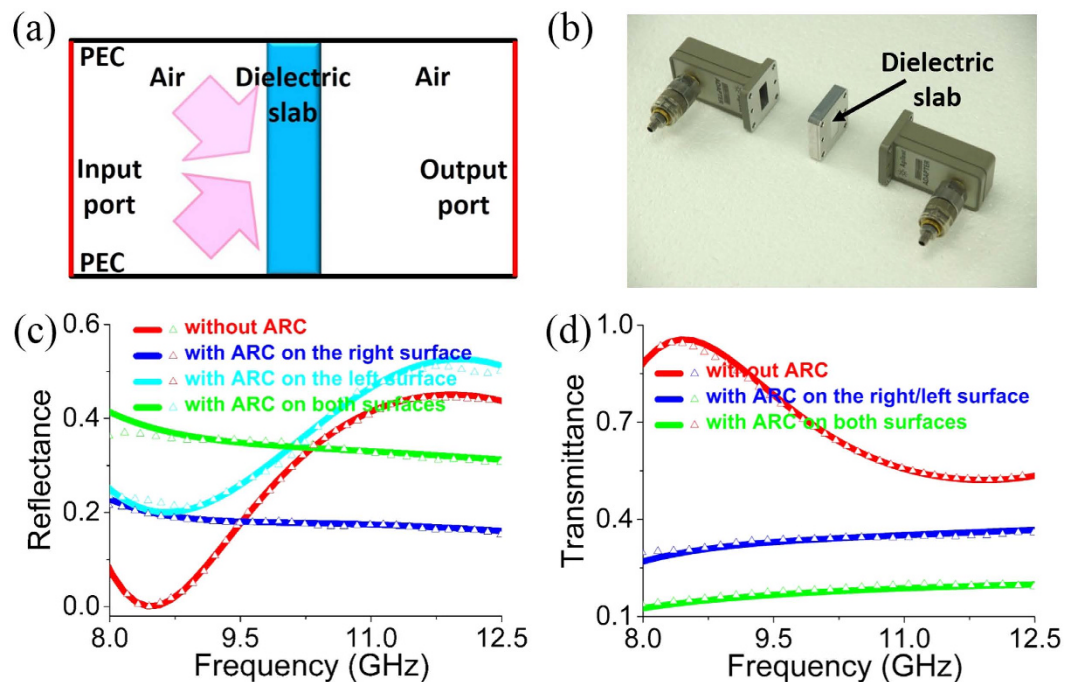 (a)
PEC
Air
Dielectric
slab
Air
Input
port
Output
port
PEC
(b)
Dielectric
slab
Agilent
ADAPTER
(c)
0.6
0.4
0.2
0.0
Reflectance
without ARC
with ARC on the right surface
with ARC on the left surface
with ARC on both surfaces
8.0
9.5
11.0
12.5
Frequency (GHz)
(d)
1.0
0.7
0.4
0.1
Transmittance
without ARC
with ARC on the right/left surface
with ARC on both surfaces
8.0
9.5
11.0
12.5
Frequency (GHz)